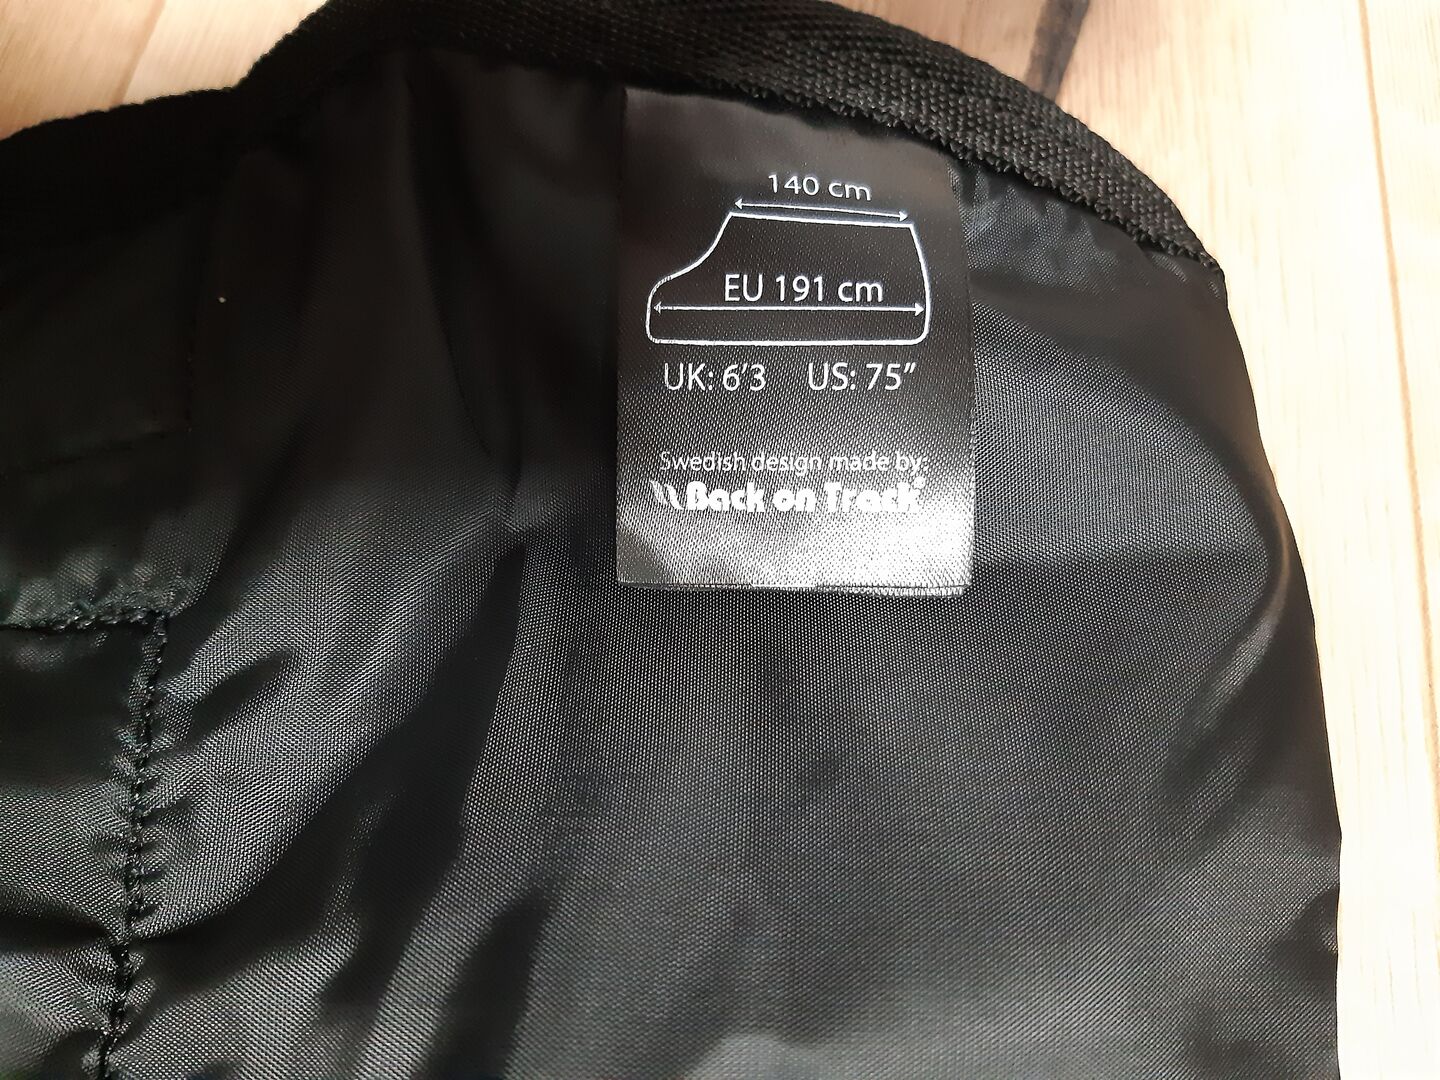 140 cm
EU 191 cm
UK: 6'3 US: 75"
Swedish design made by:
Back on Track®